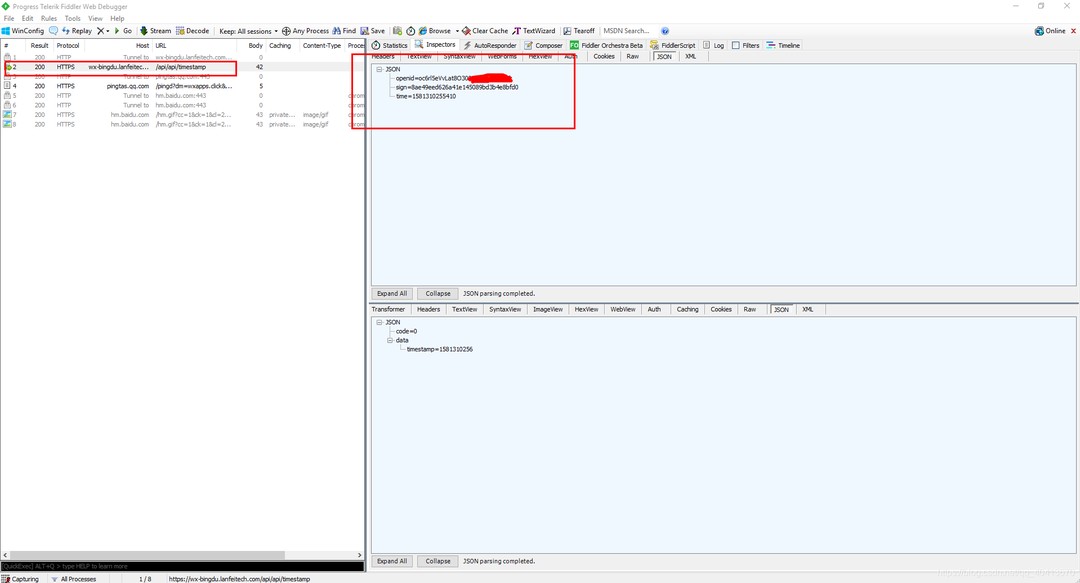 Progress Telerik Fiddler Web Debugger
File Edit Rules Tools View Help
WinConfig Replay Go Stream Decode Keep: All sessions Any Process Find Save Browse Clear Cache TextWizard Tearoff MSDN Search... Online
# Result Protocol Host URL Body Caching Content-Type Proces
1 200 HTTP Tunnel to wx-bingdu.lanfeitech.com... 0
2 200 HTTPS wx-bingdu.lanfeitec... /api/api/timestamp 42
3 200 HTTP Tunnel to pingtas.qq.com:443 0
4 200 HTTPS pingtas.qq.com /pingd?dm=wxapps.click&... 5
5 200 HTTP Tunnel to hm.baidu.com:443 0 chrom
6 200 HTTP Tunnel to hm.baidu.com:443 0 chrom
7 200 HTTPS hm.baidu.com /hm.gif?cc=1&ck=1&cl=2... 43 private... image/gif chrom
8 200 HTTPS hm.baidu.com /hm.gif?cc=1&ck=1&cl=2... 43 private... image/gif chrom
Statistics Inspectors AutoResponder Composer FO Fiddler Orchestra Beta FiddlerScript Log Filters Timeline
Headers TextView SyntaxView WebForms HexView Auth Cookies Raw JSON XML
JSON
sign=8ae49eed626a41e145089bd3b4e8bfd0
time=1581310255410
Expand All Collapse JSON parsing completed.
Transformer Headers TextView SyntaxView ImageView HexView WebView Auth Caching Cookies Raw JSON XML
JSON
code=0
data
timestamp=1581310256
Expand All Collapse JSON parsing completed.
[QuickExec] ALT+Q > type HELP to learn more
Capturing All Processes 1 / 8 https://wx-bingdu.lanfeitech.com/api/api/timestamp